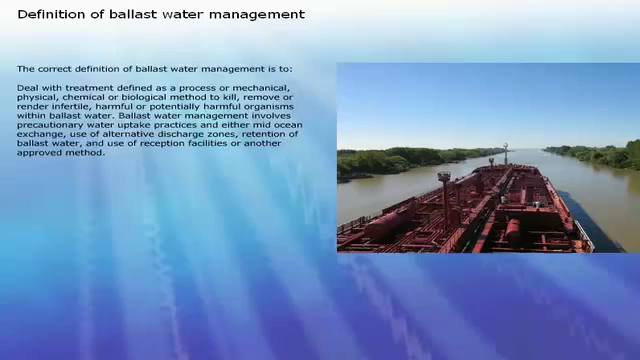 Definition of ballast water management
The correct definition of ballast water management is to:
Deal with treatment defined as a process or mechanical,
physical, chemical or biological method to kill, remove or
render infertile, harmful or potentially harmful organisms
within ballast water. Ballast water management involves
precautionary water uptake practices and either mid ocean
exchange, use of alternative discharge zones, retention of
ballast water, and use of reception facilities or another
approved method.